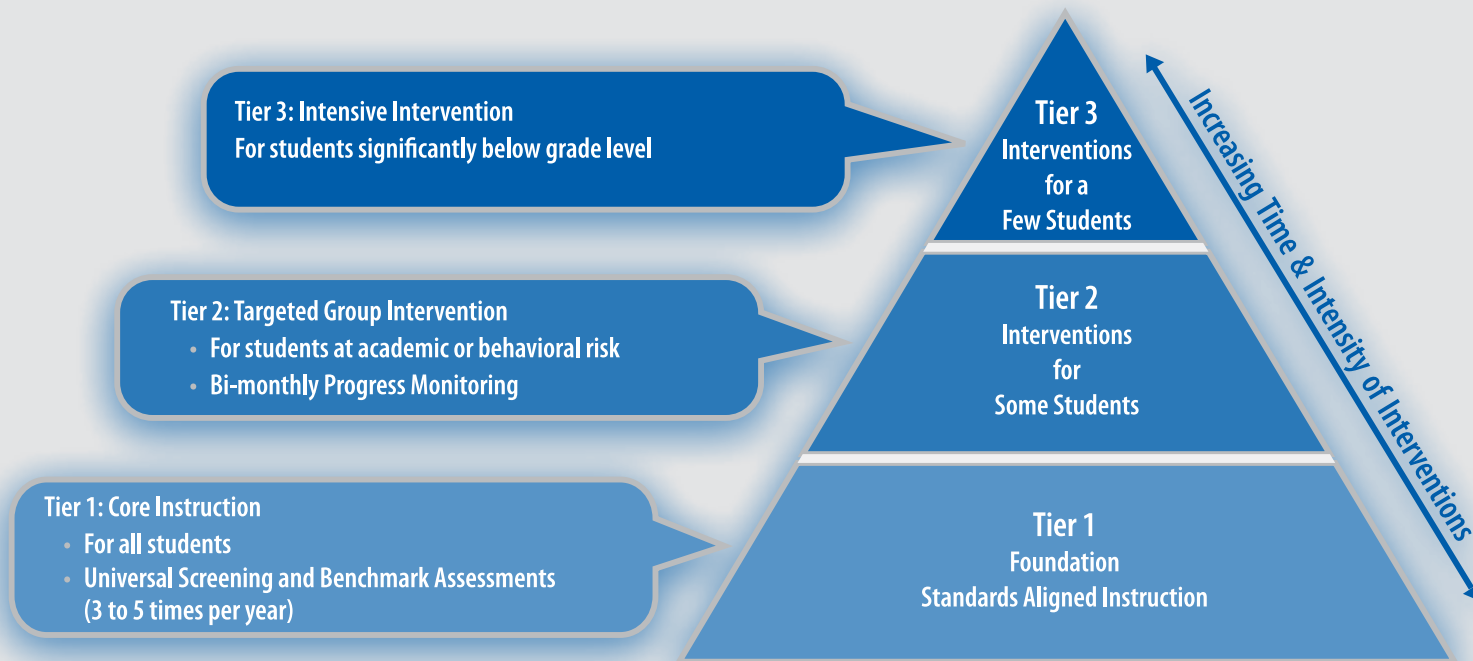 Tier 3: Intensive Intervention
For students significantly below grade level
Tier 3
Interventions
for a
Few Students
Increasing Time & Intensity of Interventions
Tier 2: Targeted Group Intervention
• For students at academic or behavioral risk
• Bi-monthly Progress Monitoring
Tier 2
Interventions
for
Some Students
Tier 1: Core Instruction
• For all students
• Universal Screening and Benchmark Assessments
(3 to 5 times per year)
Tier 1
Foundation
Standards Aligned Instruction